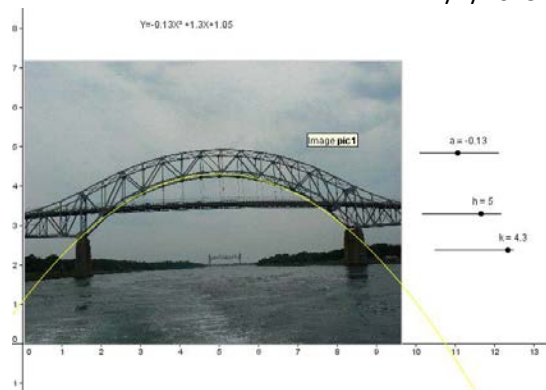 Y=-0.13X² +1.3X+1.05
Image pic1
a = -0.13
h = 5
k = 4.3
8
7
6
5
4
3
2
1
0
1
0 1 2 3 4 5 6 7 8 9 10 11 12 13